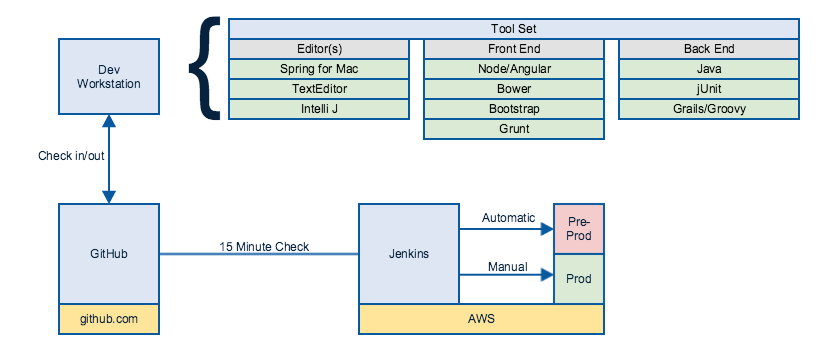 Tool Set
Editor(s)
Front End
Back End
Spring for Mac
Node/Angular
Java
TextEditor
Bower
jUnit
Intelli J
Bootstrap
Grails/Groovy
Grunt
Dev
Workstation
Check in/out
GitHub
github.com
15 Minute Check
Jenkins
Automatic
Manual
Pre-
Prod
Prod
AWS